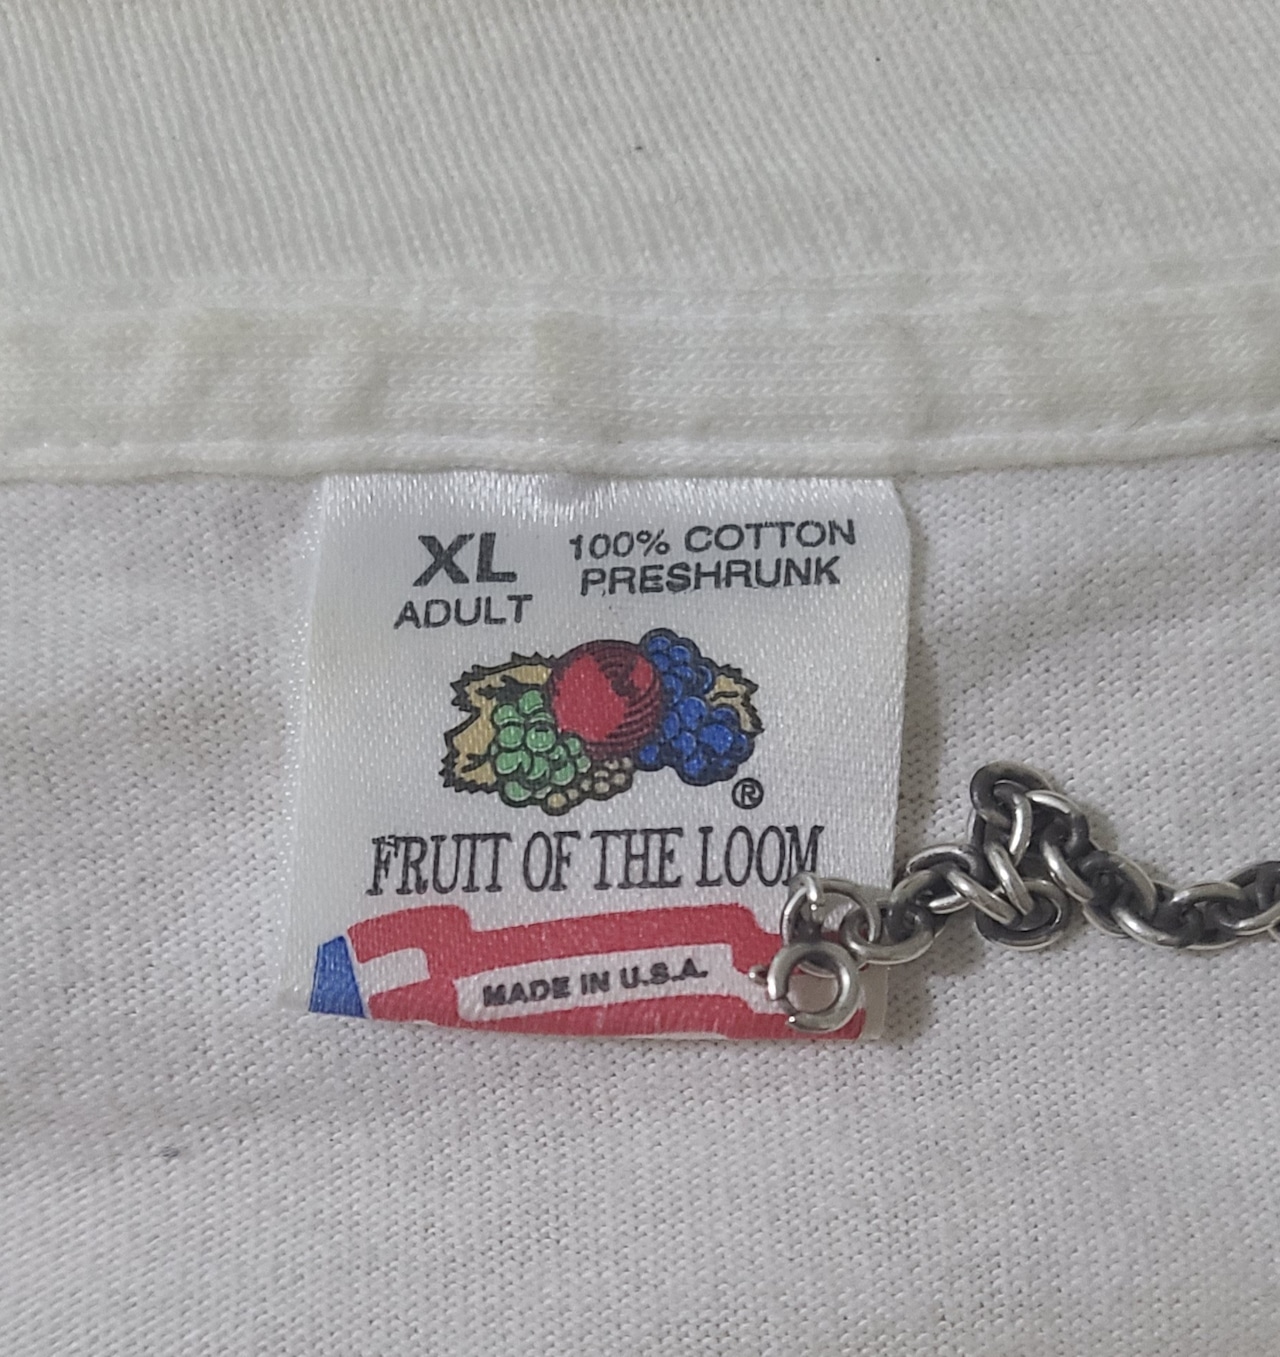 XL
ADULT
100% COTTON
PRESHRUNK
®
FRUIT OF THE LOOM
MADE IN U.S.A.